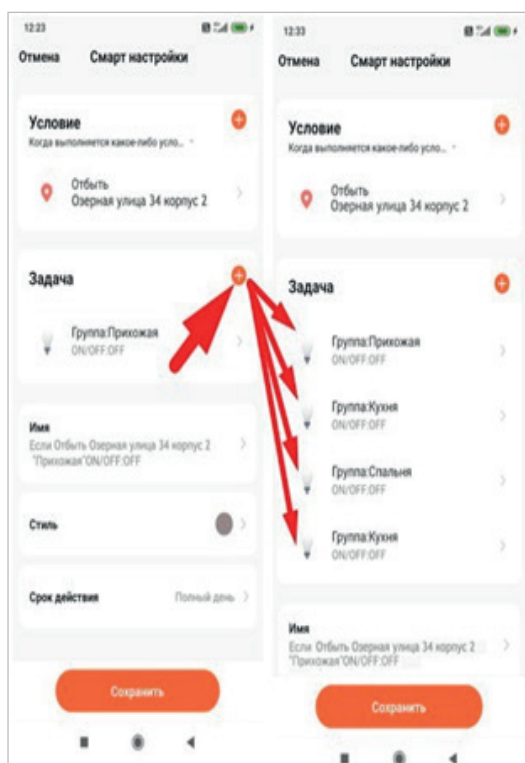 12:23
Отмена Смарт настройки
Условие
Когда выполняется какое-либо усло...
Отбыть
Озерная улица 34 корпус 2
Задача
Группа:Прихожая
ON/OFF:OFF
Имя
Если Отбыть Озерная улица 34 корпус 2
"Прихожая"ON/OFF:OFF
Стиль
Срок действия Полный день
Сохранить
12:33
Отмена Смарт настройки
Условие
Когда выполняется какое-либо усло...
Отбыть
Озерная улица 34 корпус 2
Задача
Группа:Прихожая
ON/OFF:OFF
Группа:Кухня
ON/OFF:OFF
Группа:Спальня
ON/OFF:OFF
Группа:Кухня
ON/OFF:OFF
Имя
Если Отбыть Озерная улица 34 корпус 2
"Прихожая"ON/OFF:OFF
Сохранить